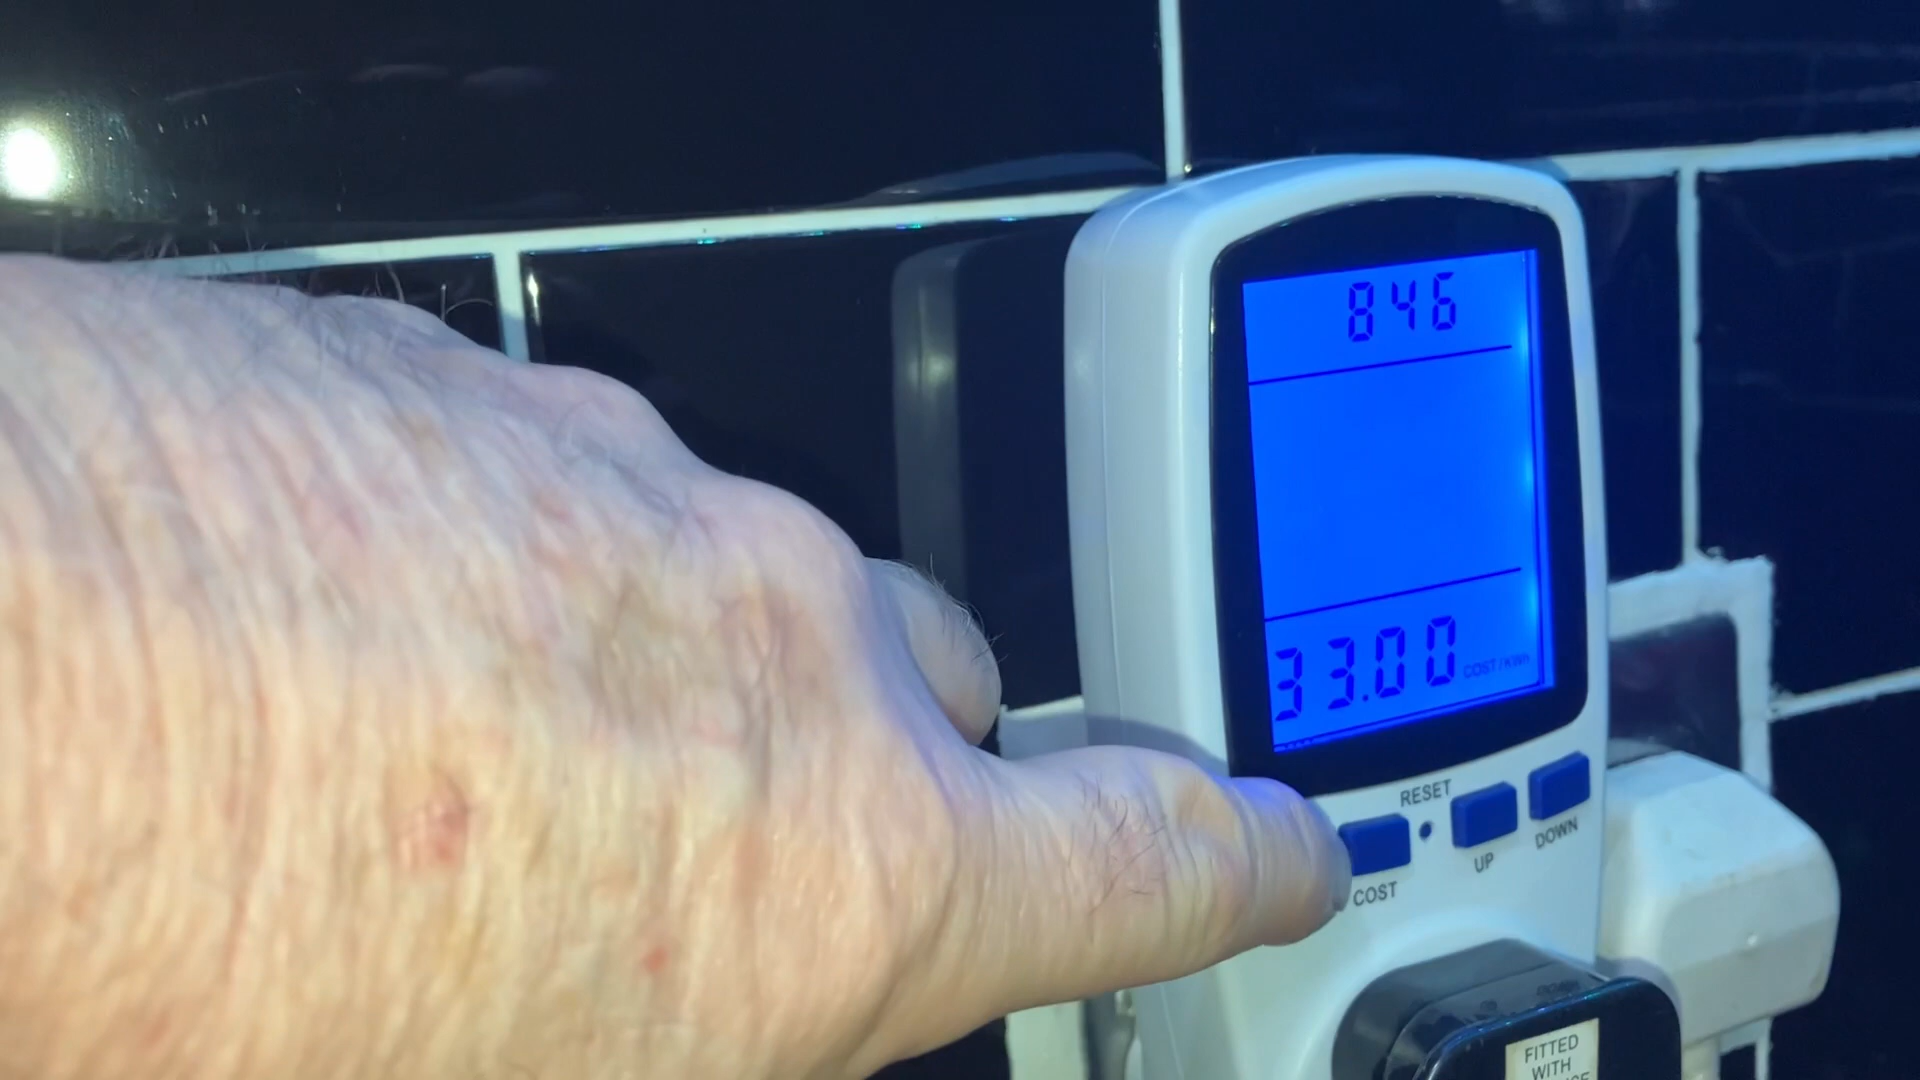 846
33.00 COST/KWh
RESET
COST
UP
DOWN
FITTED
WITH